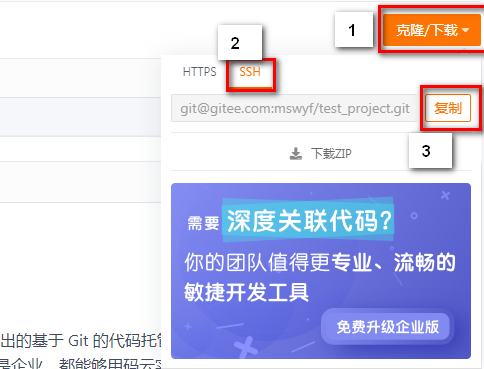 1
克隆/下载
2
HTTPS
SSH
git@gitee.com:mswyf/test_project.git
复制
3
下载ZIP
需要 深度关联代码?
你的团队值得更专业、流畅的
敏捷开发工具
免费升级企业版
出的基于 Git 的代码托管
是企业,都能够用码云实